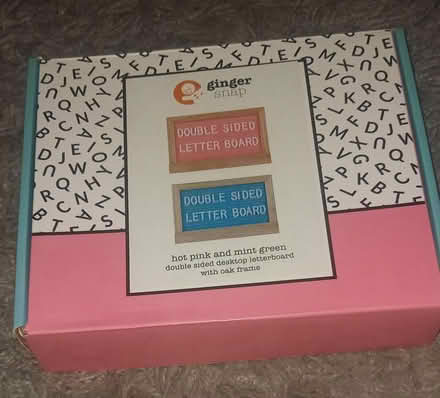 ginger
snap
DOUBLE SIDED
LETTER BOARD
DOUBLE SIDED
LETTER BOARD
hot pink and mint green
double sided desktop letterboard
with oak frame